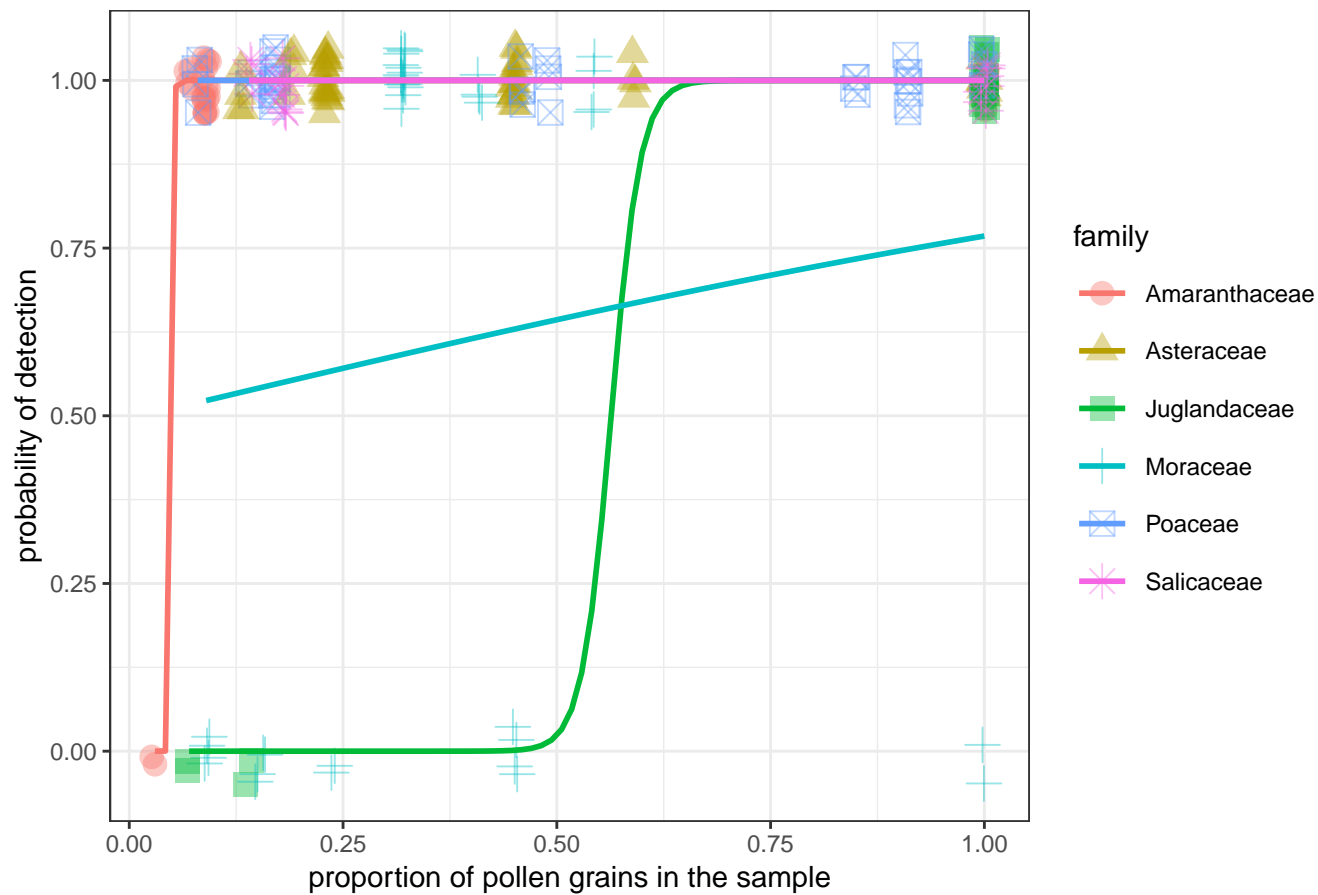 1.00
0.75
0.50
0.25
0.00
probability of detection
0.00 0.25 0.50 0.75 1.00
proportion of pollen grains in the sample
family
Amaranthaceae
Asteraceae
Juglandaceae
Moraceae
Poaceae
Salicaceae